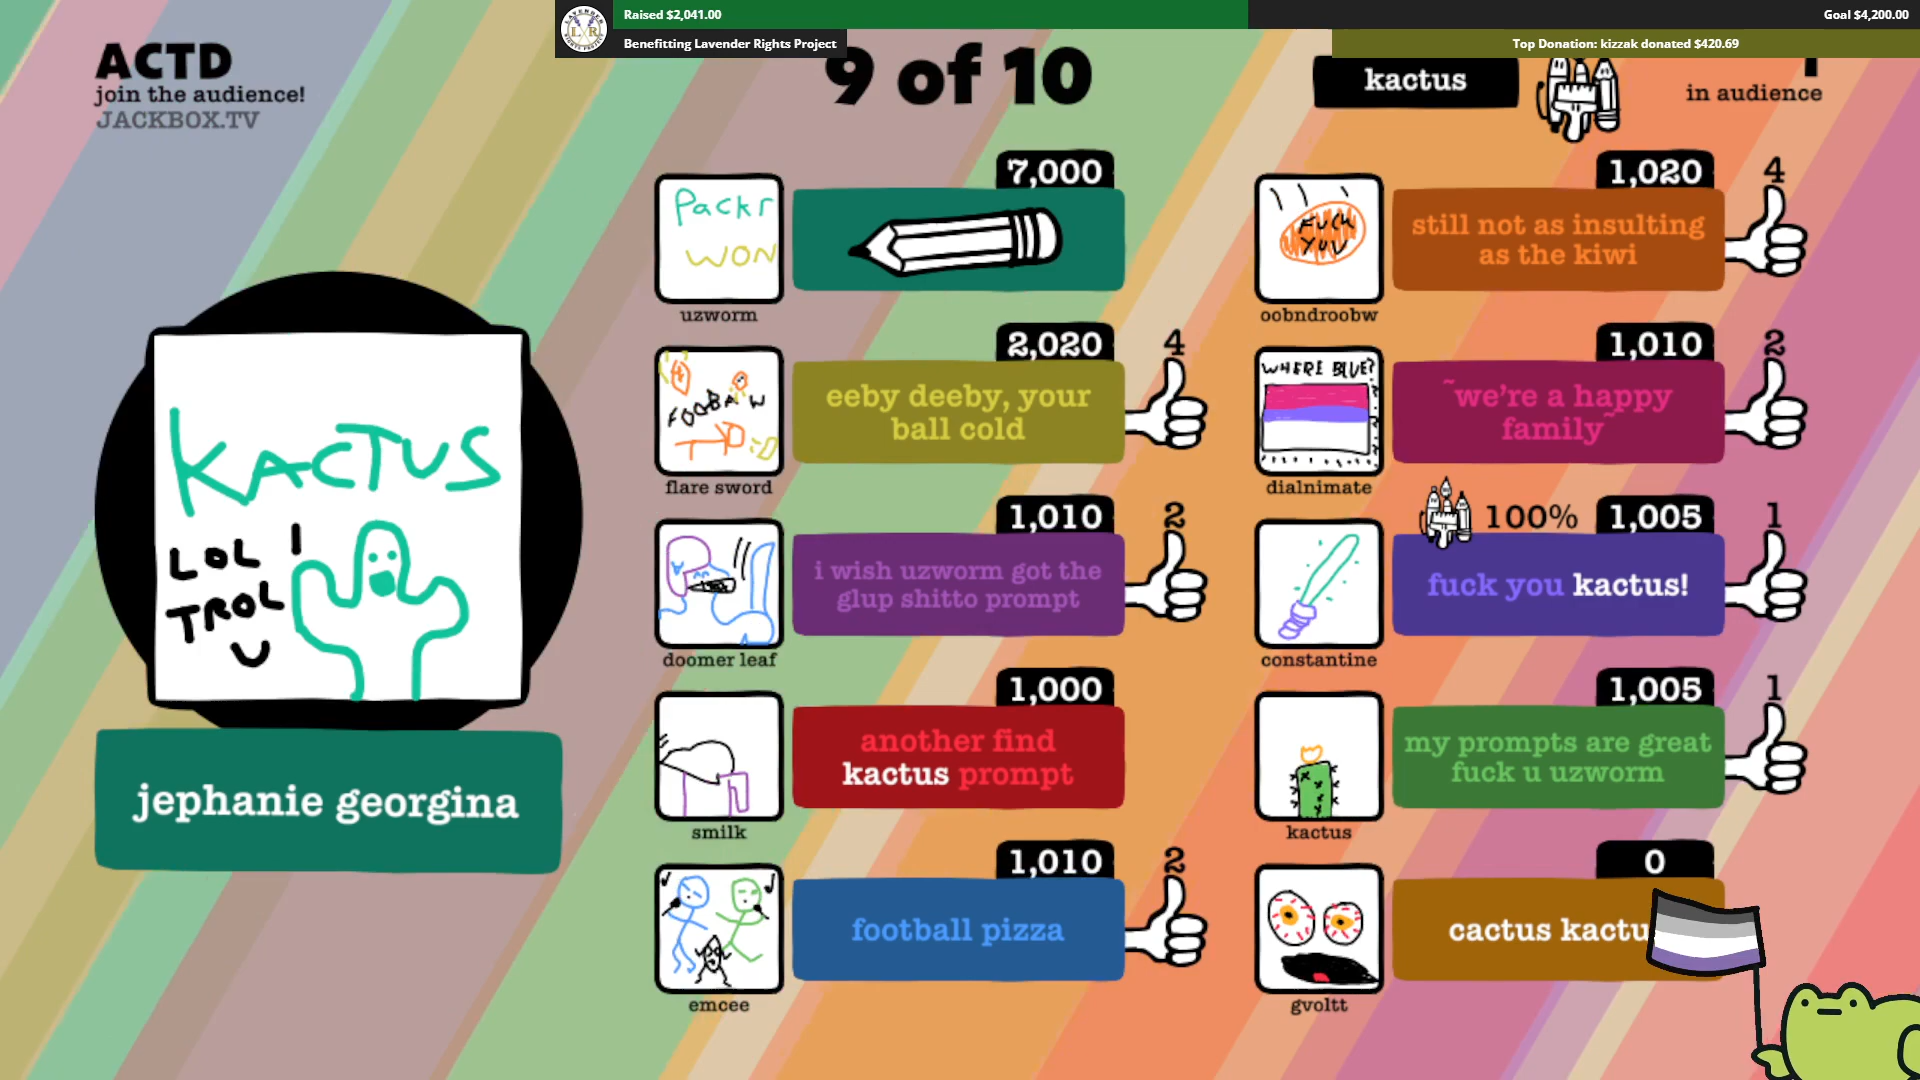 Raised $2,041.00
Goal $4,200.00
Benefitting Lavender Rights Project
Top Donation: kizzak donated $420.69
ACTD
join the audience!
JACKBOX.TV
9 of 10
kactus
in audience
KACTUS
LOL
TROL
jephanie georgina
7,000
Packr
WON
uzworm
2,020
4
FOOBAW
eeby deeby, your
ball cold
flare sword
1,010
2
i wish uzworm got the
glup shitto prompt
doomer leaf
1,000
another find
kactus prompt
smilk
1,010
2
football pizza
emcee
1,020
4
FUCK
YOU
still not as insulting
as the kiwi
oobndroobw
1,010
2
WHERE BLUE?
~we're a happy
family~
dialnimate
100%
1,005
1
fuck you kactus!
constantine
1,005
1
my prompts are great
fuck u uzworm
kactus
0
cactus kactu
gvoltt